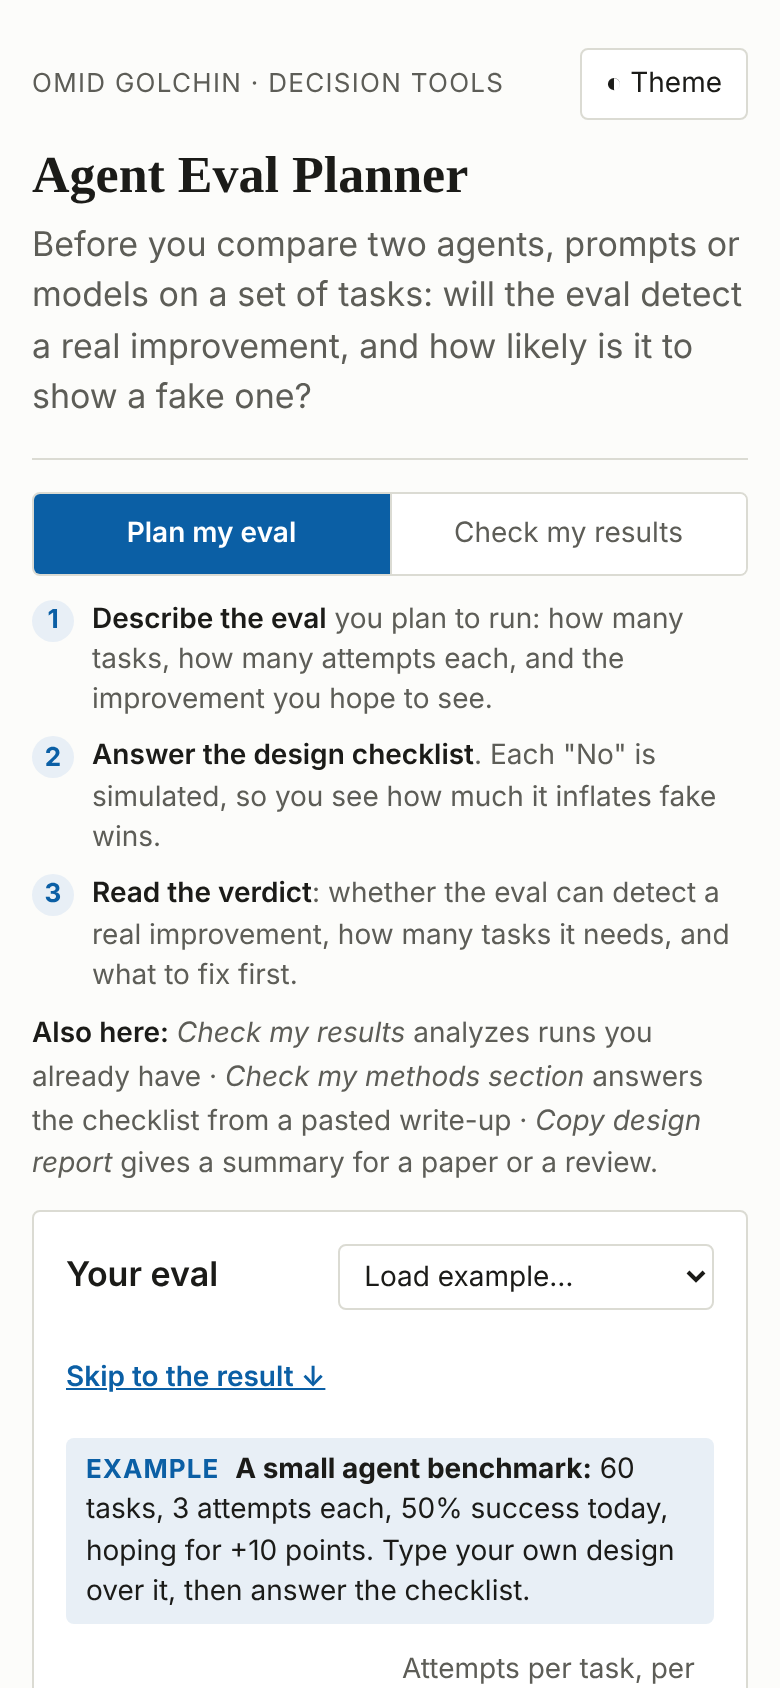 OMID GOLCHIN · DECISION TOOLS
Theme
Agent Eval Planner
Before you compare two agents, prompts or
models on a set of tasks: will the eval detect
a real improvement, and how likely is it to
show a fake one?
Plan my eval
Check my results
1 Describe the eval you plan to run: how many
tasks, how many attempts each, and the
improvement you hope to see.
2 Answer the design checklist. Each "No" is
simulated, so you see how much it inflates fake
wins.
3 Read the verdict: whether the eval can detect a
real improvement, how many tasks it needs, and
what to fix first.
Also here: Check my results analyzes runs you
already have · Check my methods section answers
the checklist from a pasted write-up · Copy design
report gives a summary for a paper or a review.
Your eval
Load example...
Skip to the result ↓
EXAMPLE A small agent benchmark: 60
tasks, 3 attempts each, 50% success today,
hoping for +10 points. Type your own design
over it, then answer the checklist.
Attempts per task, per